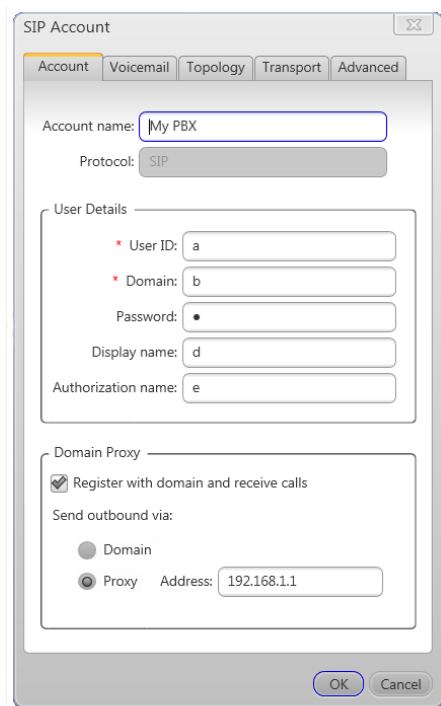 SIP Account
Account Voicemail Topology Transport Advanced
Account name: My PBX
Protocol: SIP
User Details
* User ID: a
* Domain: b
Password: ●
Display name: d
Authorization name: e
Domain Proxy
Register with domain and receive calls
Send outbound via:
Domain
Proxy Address: 192.168.1.1
OK Cancel